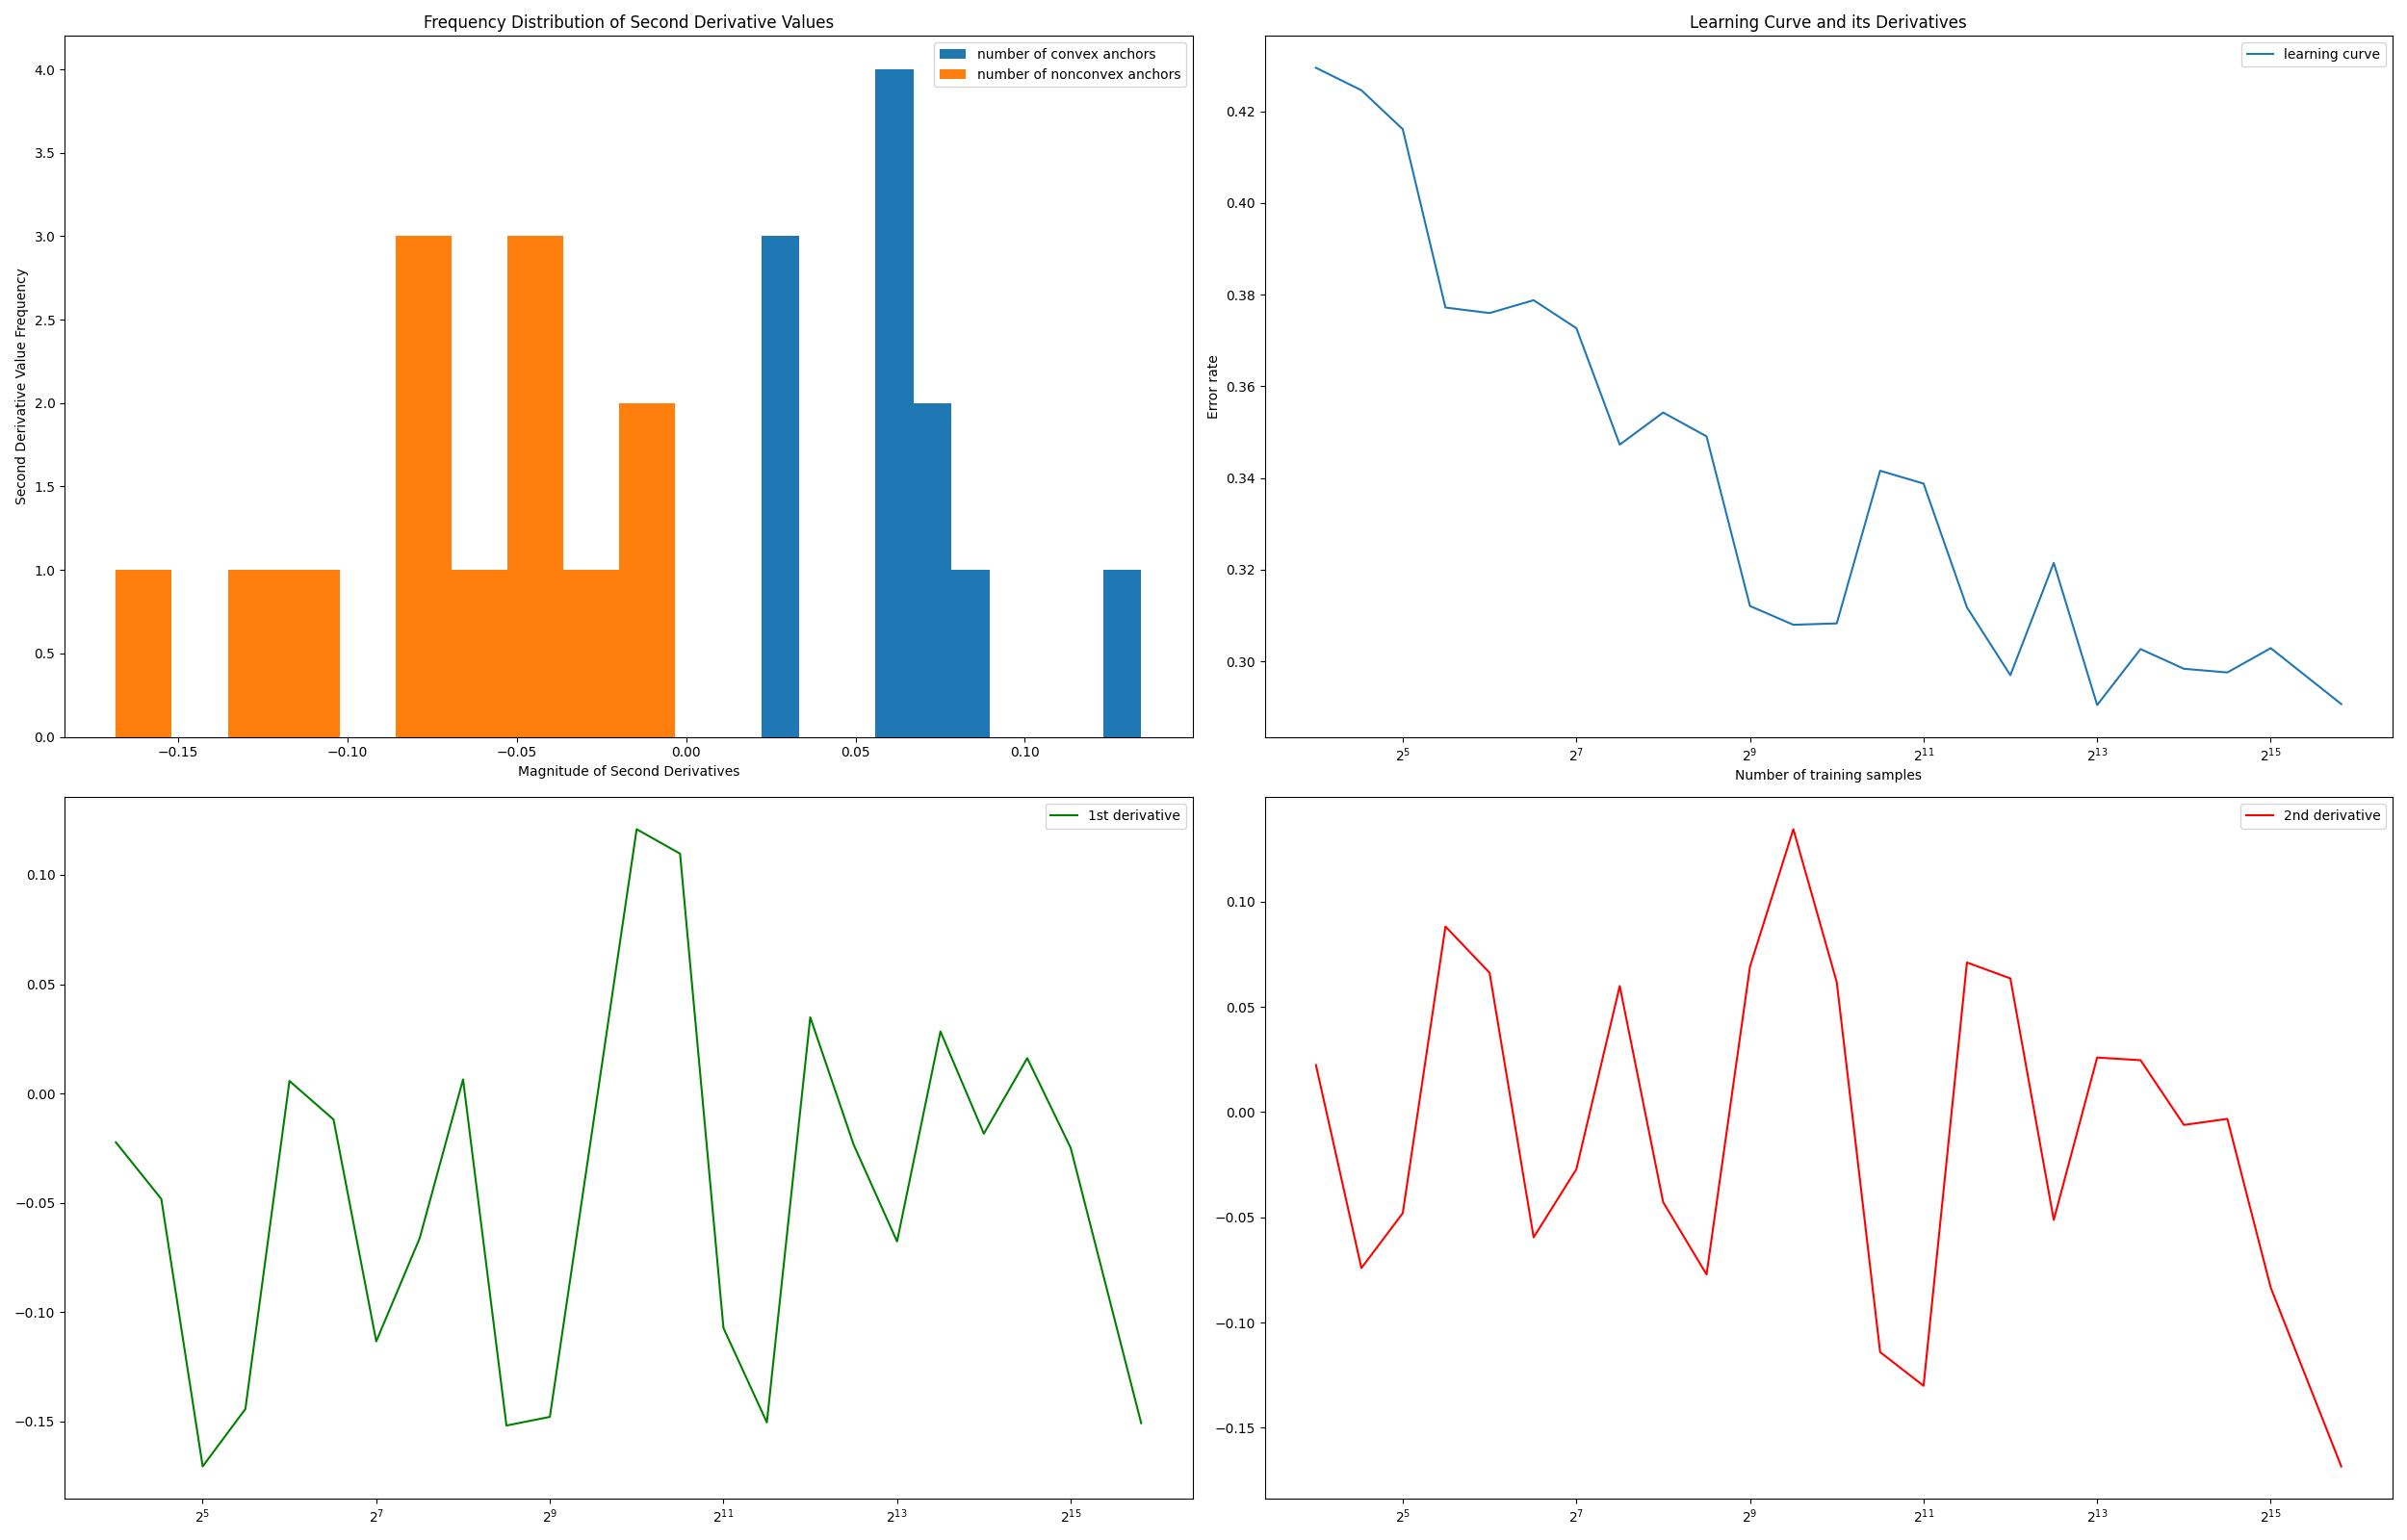 Frequency Distribution of Second Derivative Values
number of convex anchors
number of nonconvex anchors
Second Derivative Value Frequency
4.0
3.5
3.0
2.5
2.0
1.5
1.0
0.5
0.0
−0.15 −0.10 −0.05 0.00 0.05 0.10
Magnitude of Second Derivatives
Learning Curve and its Derivatives
learning curve
Error rate
0.42
0.40
0.38
0.36
0.34
0.32
0.30
2⁵ 2⁷ 2⁹ 2¹¹ 2¹³ 2¹⁵
Number of training samples
1st derivative
0.10
0.05
0.00
−0.05
−0.10
−0.15
2⁵ 2⁷ 2⁹ 2¹¹ 2¹³ 2¹⁵
2nd derivative
0.10
0.05
0.00
−0.05
−0.10
−0.15
2⁵ 2⁷ 2⁹ 2¹¹ 2¹³ 2¹⁵